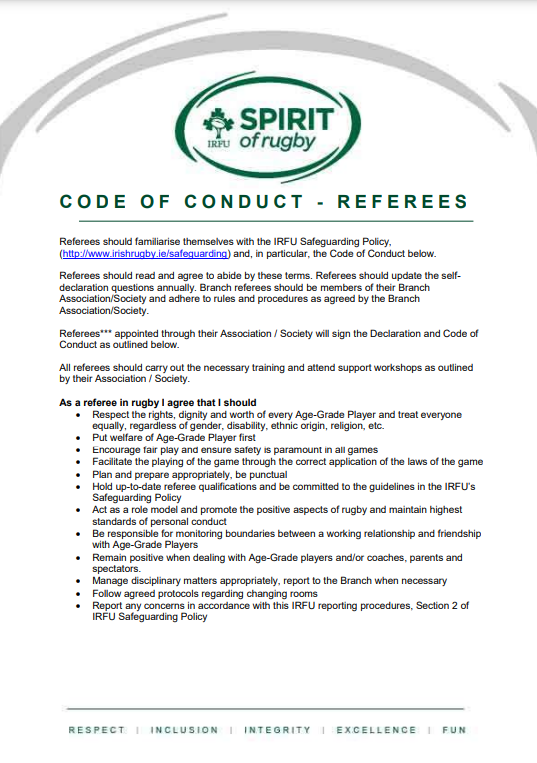 SPIRIT
IRFU of rugby
CODE OF CONDUCT - REFEREES
Referees should familiarise themselves with the IRFU Safeguarding Policy,
(http://www.irishrugby.ie/safeguarding) and, in particular, the Code of Conduct below.
Referees should read and agree to abide by these terms. Referees should update the self-
declaration questions annually. Branch referees should be members of their Branch
Association/Society and adhere to rules and procedures as agreed by the Branch
Association/Society.
Referees*** appointed through their Association / Society will sign the Declaration and Code of
Conduct as outlined below.
All referees should carry out the necessary training and attend support workshops as outlined
by their Association / Society.
As a referee in rugby I agree that I should
• Respect the rights, dignity and worth of every Age-Grade Player and treat everyone
equally, regardless of gender, disability, ethnic origin, religion, etc.
• Put welfare of Age-Grade Player first
• Encourage fair play and ensure safety is paramount in all games
• Facilitate the playing of the game through the correct application of the laws of the game
• Plan and prepare appropriately, be punctual
• Hold up-to-date referee qualifications and be committed to the guidelines in the IRFU's
Safeguarding Policy
• Act as a role model and promote the positive aspects of rugby and maintain highest
standards of personal conduct
• Be responsible for monitoring boundaries between a working relationship and friendship
with Age-Grade Players
• Remain positive when dealing with Age-Grade players and/or coaches, parents and
spectators.
• Manage disciplinary matters appropriately, report to the Branch when necessary
• Follow agreed protocols regarding changing rooms
• Report any concerns in accordance with this IRFU reporting procedures, Section 2 of
IRFU Safeguarding Policy
RESPECT | INCLUSION | INTEGRITY | EXCELLENCE | FUN